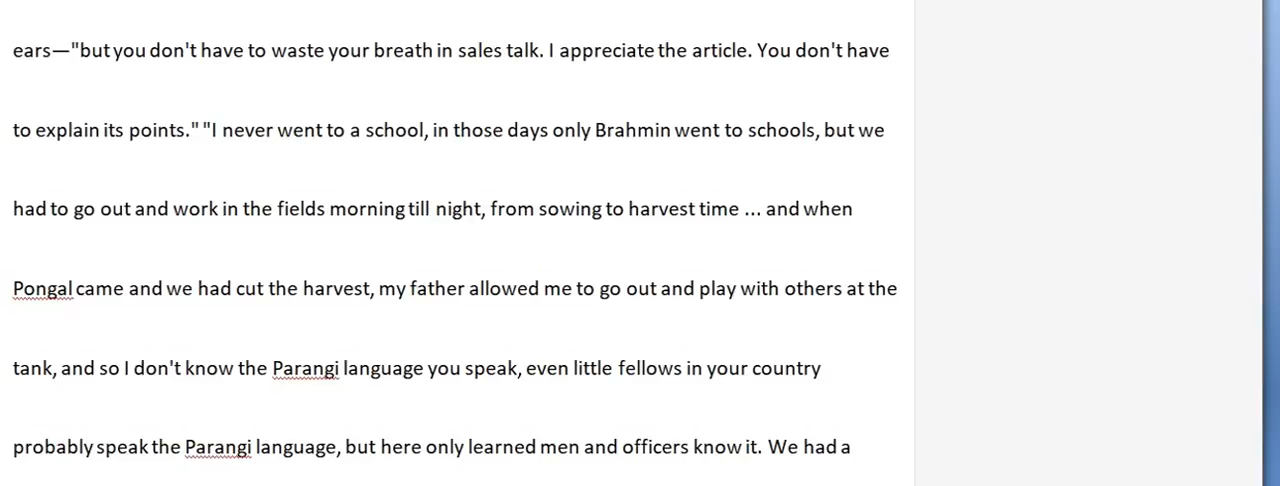 ears—"but you don't have to waste your breath in sales talk. I appreciate the article. You don't have
to explain its points." "I never went to a school, in those days only Brahmin went to schools, but we
had to go out and work in the fields morning till night, from sowing to harvest time ... and when
Pongal came and we had cut the harvest, my father allowed me to go out and play with others at the
tank, and so I don't know the Parangi language you speak, even little fellows in your country
probably speak the Parangi language, but here only learned men and officers know it. We had a